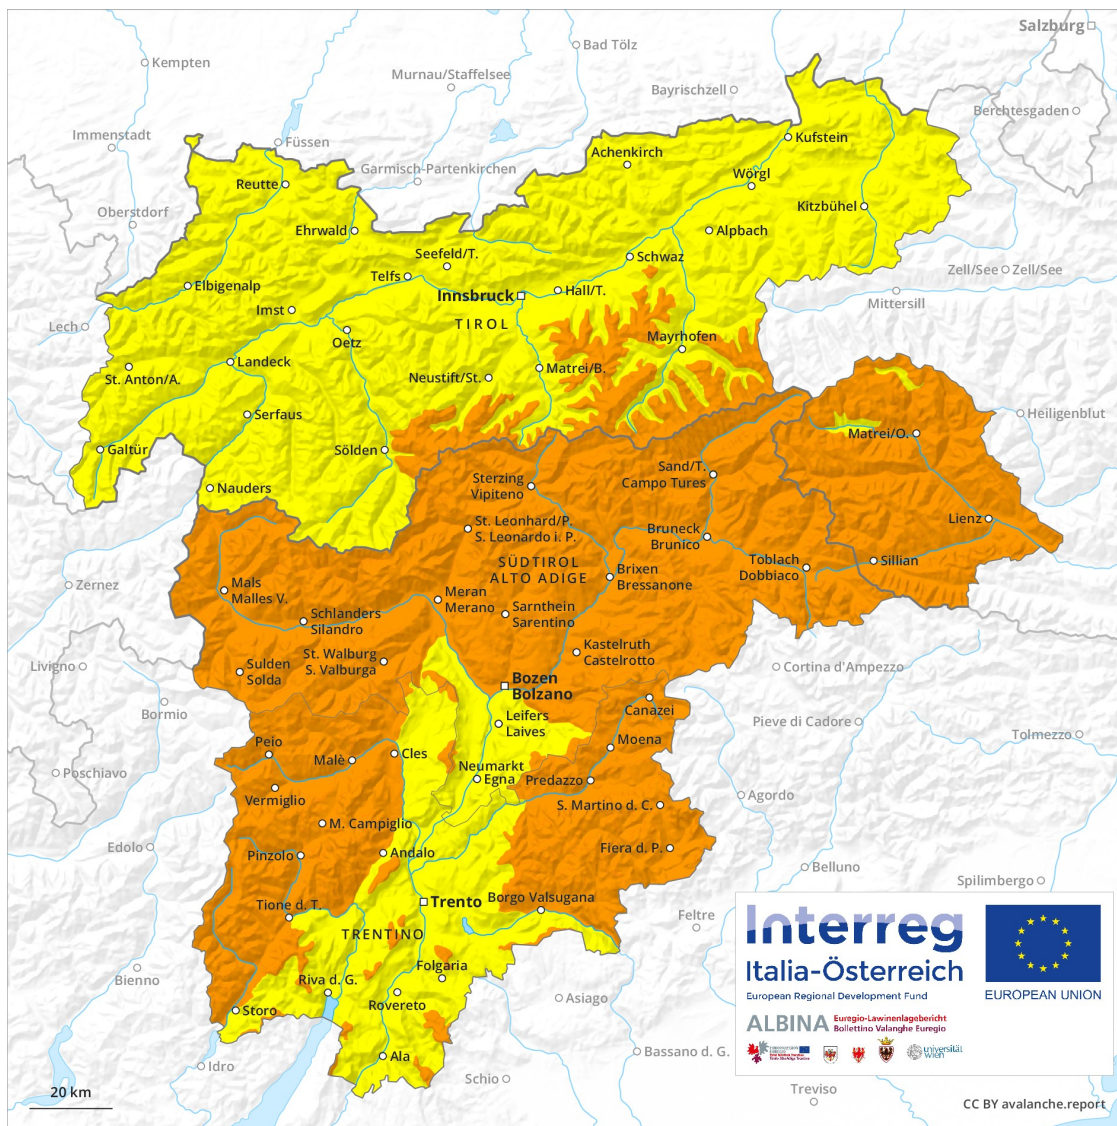 Salzburg
Bad Tölz
Kempten
Murnau/Staffelsee
Bayrischzell
Berchtesgaden
Immenstadt
Füssen
Kufstein
Achenkirch
Garmisch-Partenkirchen
Wörgl
Reutte
Oberstdorf
Kitzbühel
Ehrwald
Alpbach
Seefeld/T.
Schwaz
Telfs
Zell/See
Zell/See
Elbigenalp
Innsbruck
Hall/T.
Mittersill
Imst
TIROL
Lech
Oetz
Mayrhofen
Landeck
Matrei/B.
St. Anton/A.
Neustift/St.
Serfaus
Heiligenblut
Matrei/O.
Galtür
Sölden
Sand/T.
Campo Tures
Sterzing
Vipiteno
Nauders
Lienz
St. Leonhard/P.
S. Leonardo i. P.
Bruneck
Brunico
SÜDTIROL
ALTO ADIGE
Toblach
Dobbiaco
Sillian
Brixen
Bressanone
Zernez
Mals
Malles V.
Meran
Merano
Schlanders
Silandro
Sarnthein
Sarentino
Kastelruth
Castelrotto
St. Walburg
S. Valburga
Livigno
Sulden
Solda
Cortina d'Ampezzo
Bozen
Bolzano
Bormio
Canazei
Leifers
Laives
Pieve di Cadore
Tolmezzo
Moena
Peio
Malè
Cles
Poschiavo
Neumarkt
Egna
Predazzo
Vermiglio
Agordo
S. Martino d. C.
M. Campiglio
Edolo
Pinzolo
Andalo
Fiera d. P.
Belluno
Spilimbergo
Trento
Borgo Valsugana
Tione d. T.
Feltre
TRENTINO
Interreg
Italia-Österreich
European Regional Development Fund
EUROPEAN UNION
Folgaria
Bienno
Riva d. G.
Rovereto
Asiago
Storo
ALBINA
Euregio-Lawinenlagebericht
Bollettino Valanghe Euregio
universität
wien
Ala
Bassano d. G.
Idro
Schio
Treviso
20 km
CC BY avalanche.report